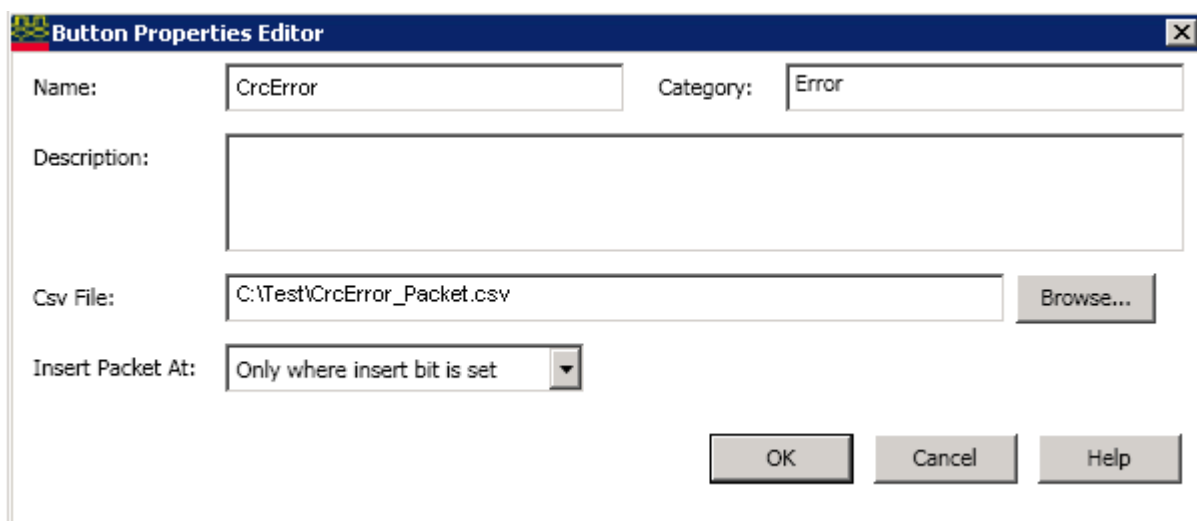 Button Properties Editor
Name: CrcError Category: Error
Description:
Csv File: C:\Test\CrcError_Packet.csv Browse...
Insert Packet At: Only where insert bit is set
OK Cancel Help